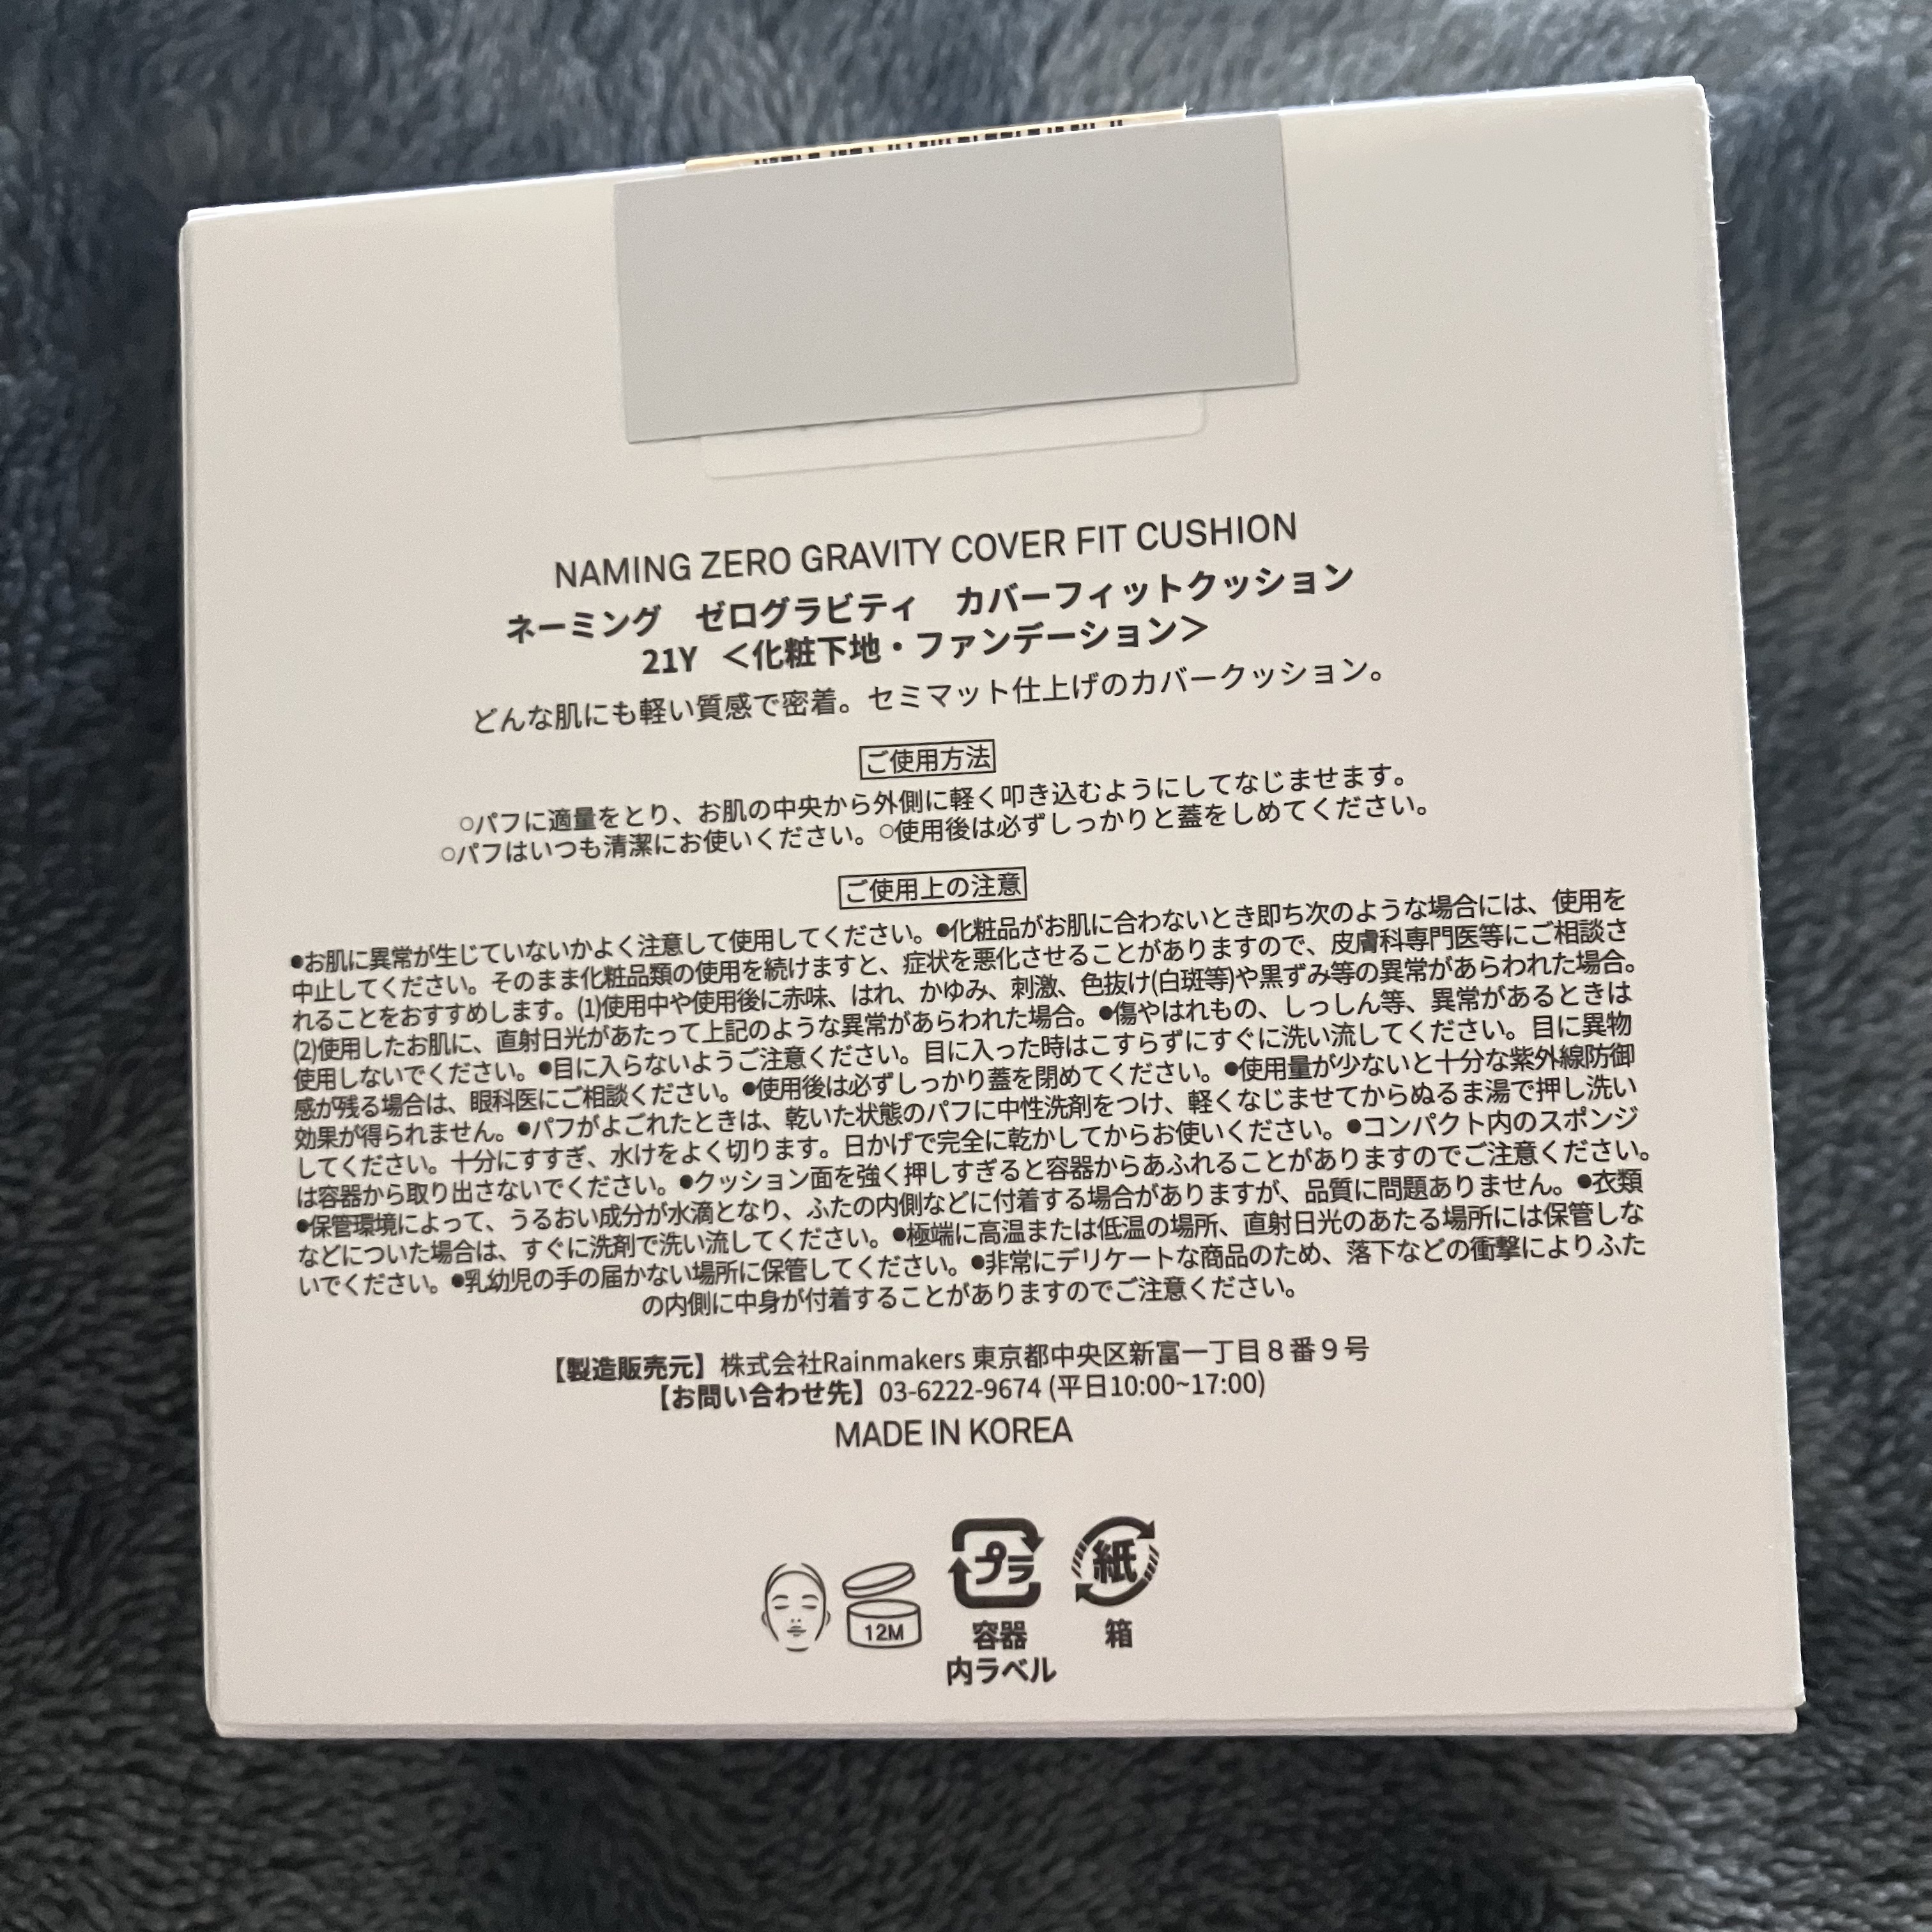 NAMING ZERO GRAVITY COVER FIT CUSHION
ネーミング　ゼログラビティ　カバーフィットクッション
21Y ＜化粧下地・ファンデーション＞
どんな肌にも軽い質感で密着。セミマット仕上げのカバークッション。
ご使用方法
○パフに適量をとり、お肌の中央から外側に軽く叩き込むようにしてなじませます。
○パフはいつも清潔にお使いください。○使用後は必ずしっかりと蓋をしめてください。
ご使用上の注意
●お肌に異常が生じていないかよく注意して使用してください。●化粧品がお肌に合わないとき即ち次のような場合には、使用を
中止してください。そのまま化粧品類の使用を続けますと、症状を悪化させることがありますので、皮膚科専門医等にご相談さ
れることをおすすめします。(1)使用中や使用後に赤味、はれ、かゆみ、刺激、色抜け(白斑等)や黒ずみ等の異常があらわれた場合。
(2)使用したお肌に、直射日光があたって上記のような異常があらわれた場合。●傷やはれもの、しっしん等、異常があるときは
使用しないでください。●目に入らないようご注意ください。目に入った時はこすらずにすぐに洗い流してください。目に異物
感が残る場合は、眼科医にご相談ください。●使用後は必ずしっかり蓋を閉めてください。●使用量が少ないと十分な紫外線防御
効果が得られません。●パフがよごれたときは、乾いた状態のパフに中性洗剤をつけ、軽くなじませてからぬるま湯で押し洗い
してください。十分にすすぎ、水けをよく切ります。日かげで完全に乾かしてからお使いください。●コンパクト内のスポンジ
は容器から取り出さないでください。●クッション面を強く押しすぎると容器からあふれることがありますのでご注意ください。
●保管環境によって、うるおい成分が水滴となり、ふたの内側などに付着する場合がありますが、品質に問題ありません。●衣類
などについた場合は、すぐに洗剤で洗い流してください。●極端に高温または低温の場所、直射日光のあたる場所には保管しな
いでください。●乳幼児の手の届かない場所に保管してください。●非常にデリケートな商品のため、落下などの衝撃によりふた
の内側に中身が付着することがありますのでご注意ください。
【製造販売元】株式会社Rainmakers 東京都中央区新富一丁目８番９号
【お問い合わせ先】03-6222-9674 (平日10:00~17:00)
MADE IN KOREA
12M
プラ
容器
内ラベル
紙
箱